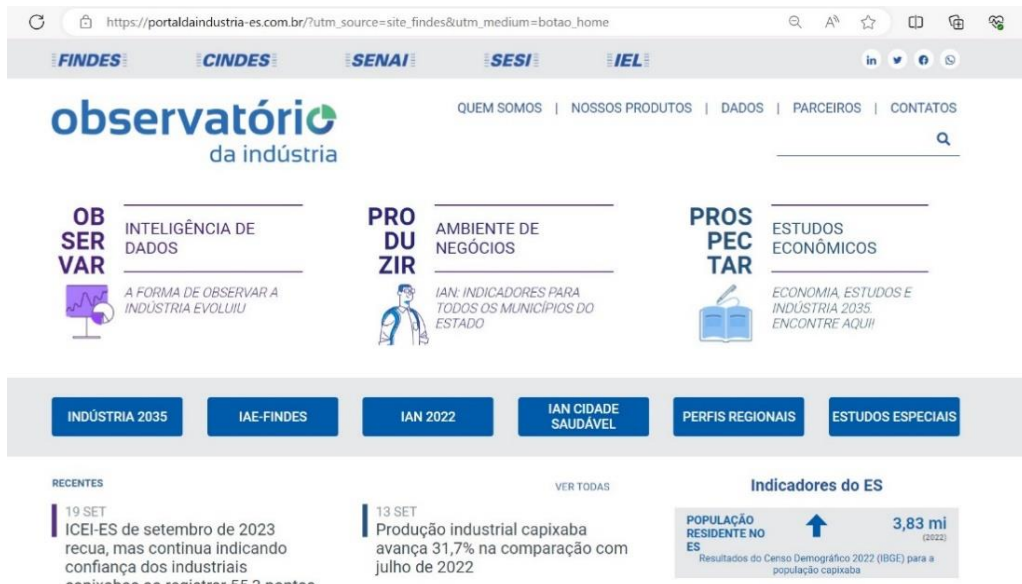 https://portaldaindustria-es.com.br/?utm_source=site_findes&utm_medium=botao_home
FINDES CINDES SENAI SESI IEL
observatório
da indústria
QUEM SOMOS | NOSSOS PRODUTOS | DADOS | PARCEIROS | CONTATOS
OB
SER
VAR
INTELIGÊNCIA DE
DADOS
A FORMA DE OBSERVAR A
INDÚSTRIA EVOLUIU
PRO
DU
ZIR
AMBIENTE DE
NEGÓCIOS
IAN: INDICADORES PARA
TODOS OS MUNICÍPIOS DO
ESTADO
PROS
PEC
TAR
ESTUDOS
ECONÔMICOS
ECONOMIA, ESTUDOS E
INDÚSTRIA 2035.
ENCONTRE AQUI!
INDÚSTRIA 2035
IAE-FINDES
IAN 2022
IAN CIDADE
SAUDÁVEL
PERFIS REGIONAIS
ESTUDOS ESPECIAIS
RECENTES
VER TODAS
19 SET
ICEI-ES de setembro de 2023
recua, mas continua indicando
confiança dos industriais
capixabas ao registrar 55,2 pontos
13 SET
Produção industrial capixaba
avança 31,7% na comparação com
julho de 2022
Indicadores do ES
POPULAÇÃO
RESIDENTE NO
ES
3,83 mi
(2022)
Resultados do Censo Demográfico 2022 (IBGE) para a
população capixaba